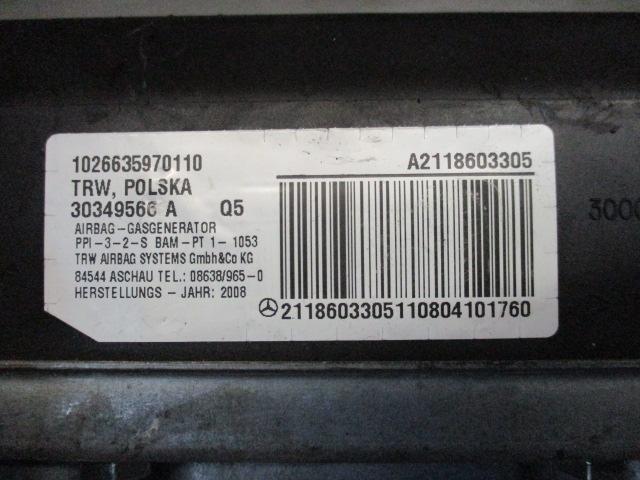 1026635970110
A2118603305
TRW, POLSKA
30349566 A Q5
AIRBAG-GASGENERATOR
PPI-3-2-S BAM-PT 1-1053
TRW AIRBAG SYSTEMS GmbH&Co KG
84544 ASCHAU TEL.: 08638/965-0
HERSTELLUNGS - JAHR: 2008
2118603305110804101760
3000